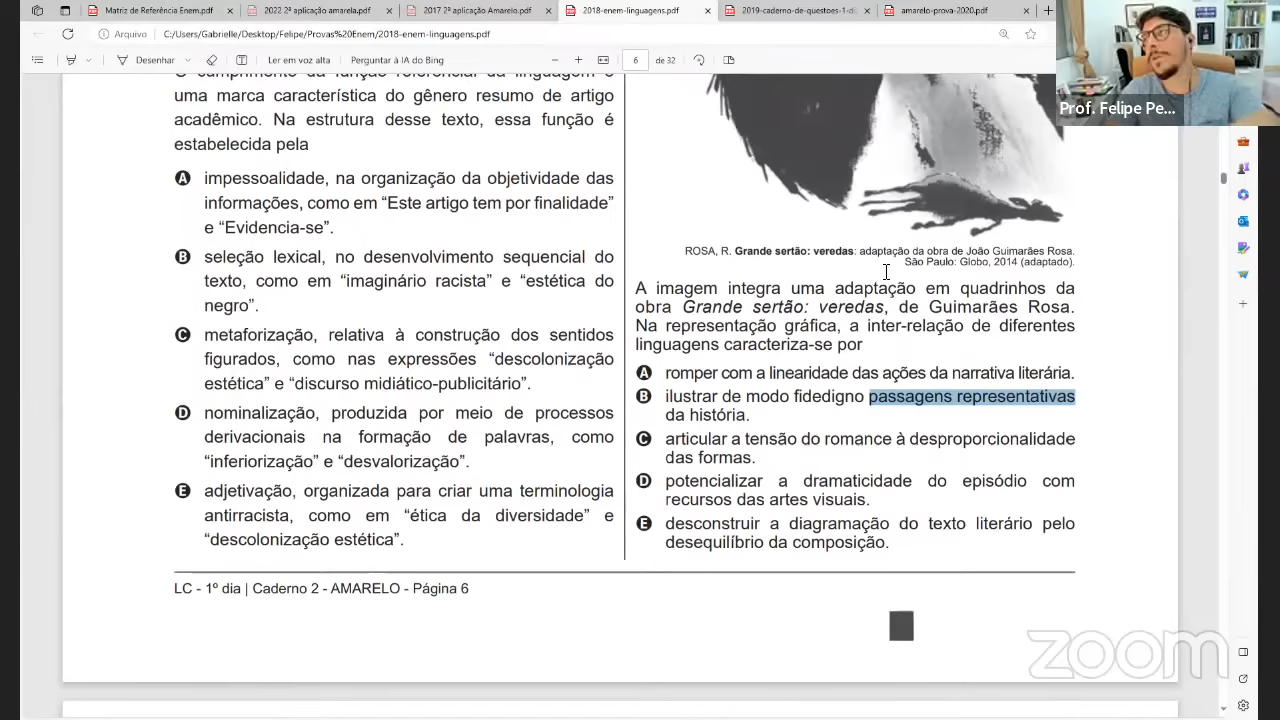 Matriz de Referência Enem.pdf
2022 2ª aplicação amarela.pdf
2017 2ª aplicação Amarelo.pdf
2018-enem-linguagens.pdf
2019-caderno-de-questoes-1-di
amarelo-prova-2020.pdf
Arquivo
C:/Users/Gabrielle/Desktop/Felipe/Provas%20Enem/2018-enem-linguagens.pdf
Desenhar
Ler em voz alta
Perguntar à IA do Bing
6
de 32
Prof. Felipe Pe...
O cumprimento da função referencial da linguagem é
uma marca característica do gênero resumo de artigo
acadêmico. Na estrutura desse texto, essa função é
estabelecida pela
A impessoalidade, na organização da objetividade das
informações, como em “Este artigo tem por finalidade”
e “Evidencia-se”.
B seleção lexical, no desenvolvimento sequencial do
texto, como em “imaginário racista” e “estética do
negro”.
C metaforização, relativa à construção dos sentidos
figurados, como nas expressões “descolonização
estética” e “discurso midiático-publicitário”.
D nominalização, produzida por meio de processos
derivacionais na formação de palavras, como
“inferiorização” e “desvalorização”.
E adjetivação, organizada para criar uma terminologia
antirracista, como em “ética da diversidade” e
“descolonização estética”.
ROSA, R. Grande sertão: veredas: adaptação da obra de João Guimarães Rosa.
São Paulo: Globo, 2014 (adaptado).
A imagem integra uma adaptação em quadrinhos da
obra Grande sertão: veredas, de Guimarães Rosa.
Na representação gráfica, a inter-relação de diferentes
linguagens caracteriza-se por
A romper com a linearidade das ações da narrativa literária.
B ilustrar de modo fidedigno passagens representativas
da história.
C articular a tensão do romance à desproporcionalidade
das formas.
D potencializar a dramaticidade do episódio com
recursos das artes visuais.
E desconstruir a diagramação do texto literário pelo
desequilíbrio da composição.
LC - 1º dia | Caderno 2 - AMARELO - Página 6
zoom